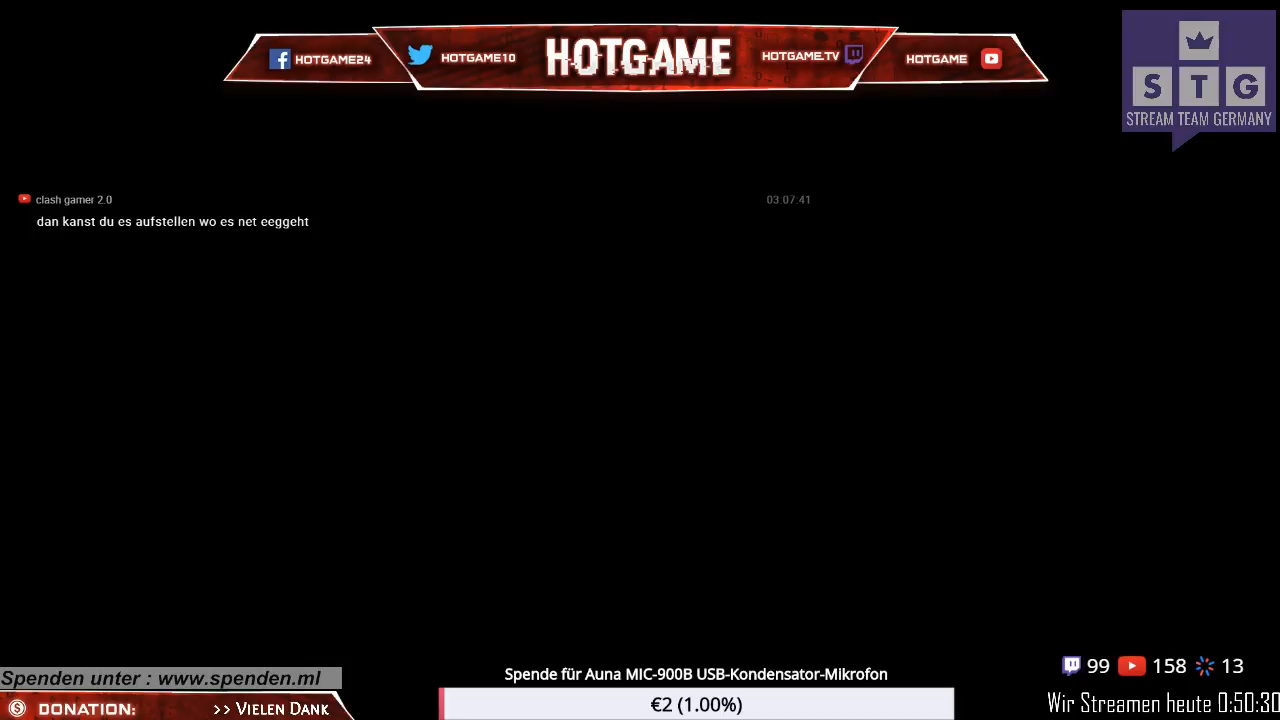 HOTGAME24
HOTGAME10
HOTGAME
HOTGAME.TV
HOTGAME
S T G
STREAM TEAM GERMANY
clash gamer 2.0 03:07:41
dan kanst du es aufstellen wo es net eeggeht
Spenden unter : www.spenden.ml
DONATION: >> Vielen Dank
Spende für Auna MIC-900B USB-Kondensator-Mikrofon
€2 (1.00%)
99 158 13
Wir Streamen heute 0:50:30